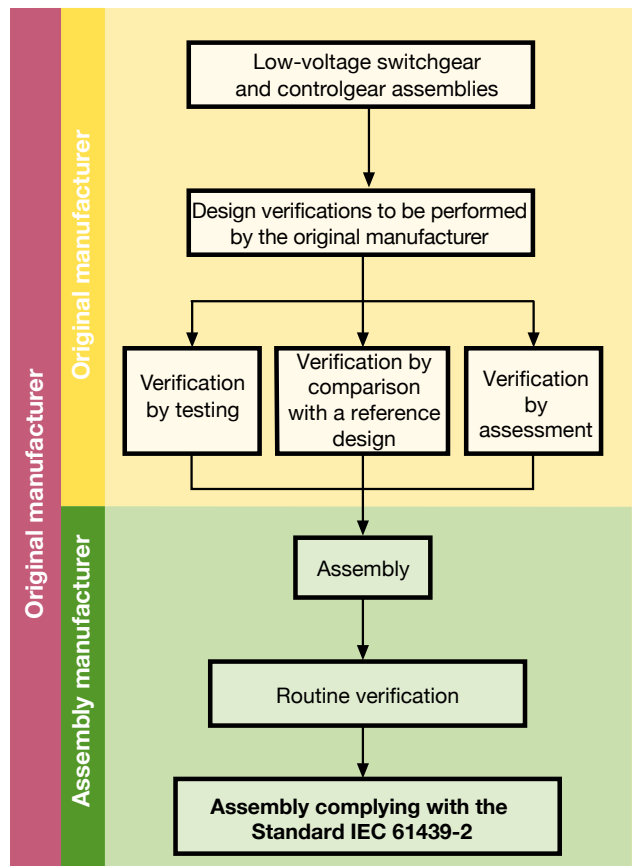 Original manufacturer
Original manufacturer
Assembly manufacturer
Low-voltage switchgear
and controlgear assemblies
Design verifications to be performed
by the original manufacturer
Verification
by testing
Verification by
comparison
with a reference
design
Verification
by
assessment
Assembly
Routine verification
Assembly complying with the
Standard IEC 61439-2